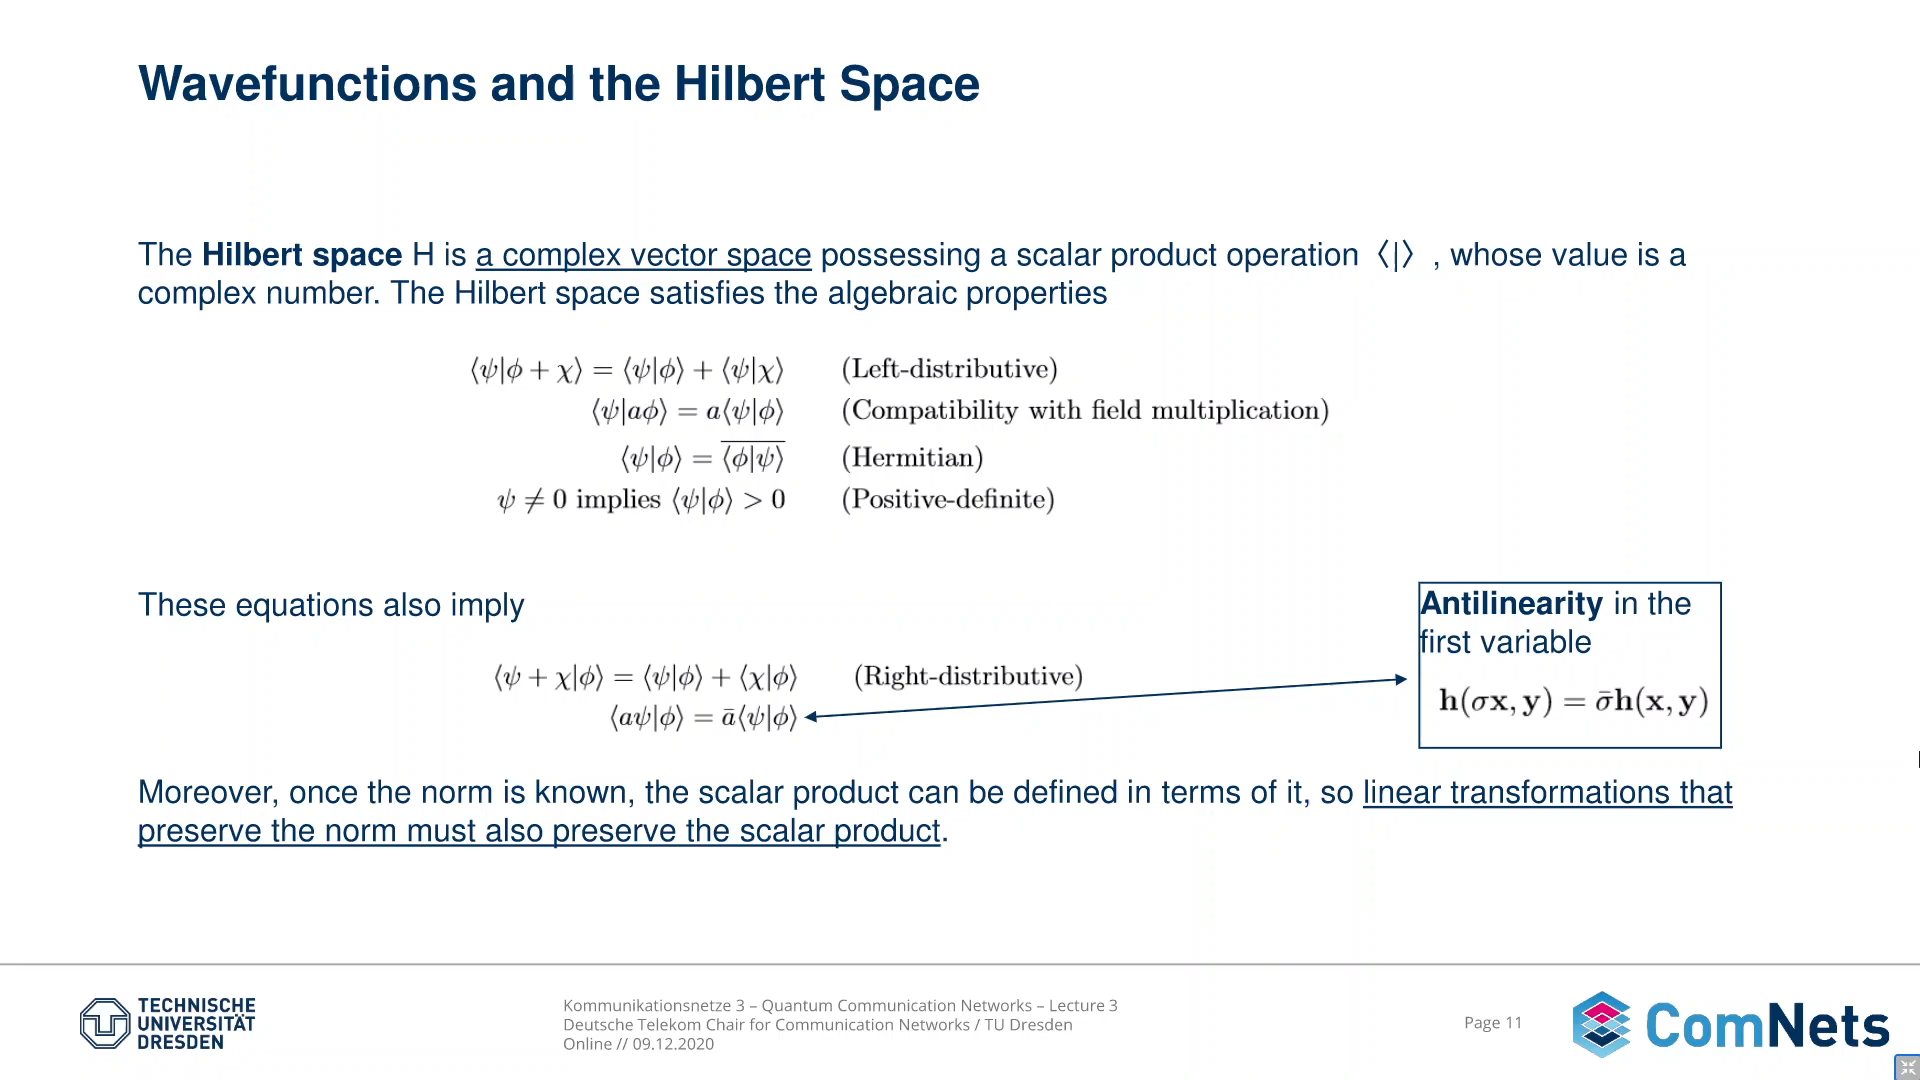 Wavefunctions and the Hilbert Space
The Hilbert space H is a complex vector space possessing a scalar product operation 〈|〉 , whose value is a
complex number. The Hilbert space satisfies the algebraic properties
⟨ψ|ϕ + χ⟩ = ⟨ψ|ϕ⟩ + ⟨ψ|χ⟩ (Left-distributive)
⟨ψ|aϕ⟩ = a⟨ψ|ϕ⟩ (Compatibility with field multiplication)
⟨ψ|ϕ⟩ = \overline{⟨ϕ|ψ⟩} (Hermitian)
ψ ≠ 0 implies ⟨ψ|ϕ⟩ > 0 (Positive-definite)
These equations also imply
⟨ψ + χ|ϕ⟩ = ⟨ψ|ϕ⟩ + ⟨χ|ϕ⟩ (Right-distributive)
⟨aψ|ϕ⟩ = ā⟨ψ|ϕ⟩
Antilinearity in the
first variable
h(σx, y) = σ̄h(x, y)
Moreover, once the norm is known, the scalar product can be defined in terms of it, so linear transformations that
preserve the norm must also preserve the scalar product.
TECHNISCHE
UNIVERSITÄT
DRESDEN
Kommunikationsnetze 3 – Quantum Communication Networks – Lecture 3
Deutsche Telekom Chair for Communication Networks / TU Dresden
Online // 09.12.2020
Page 11
ComNets